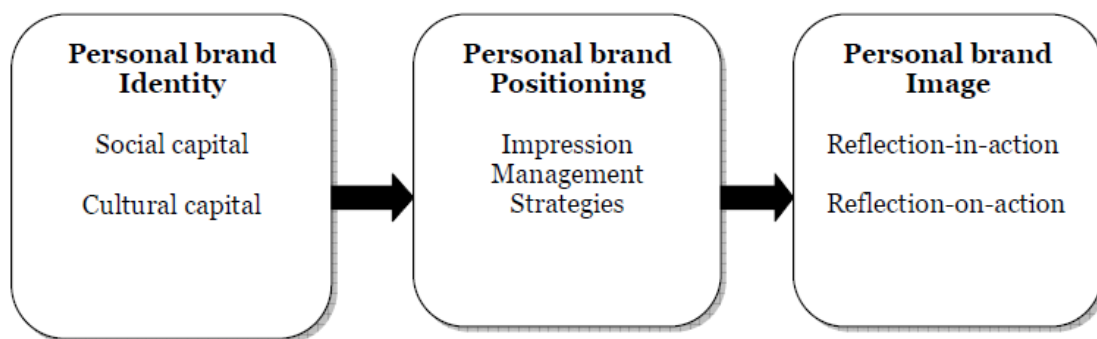 Personal brand
Identity
Social capital
Cultural capital
Personal brand
Positioning
Impression
Management
Strategies
Personal brand
Image
Reflection-in-action
Reflection-on-action